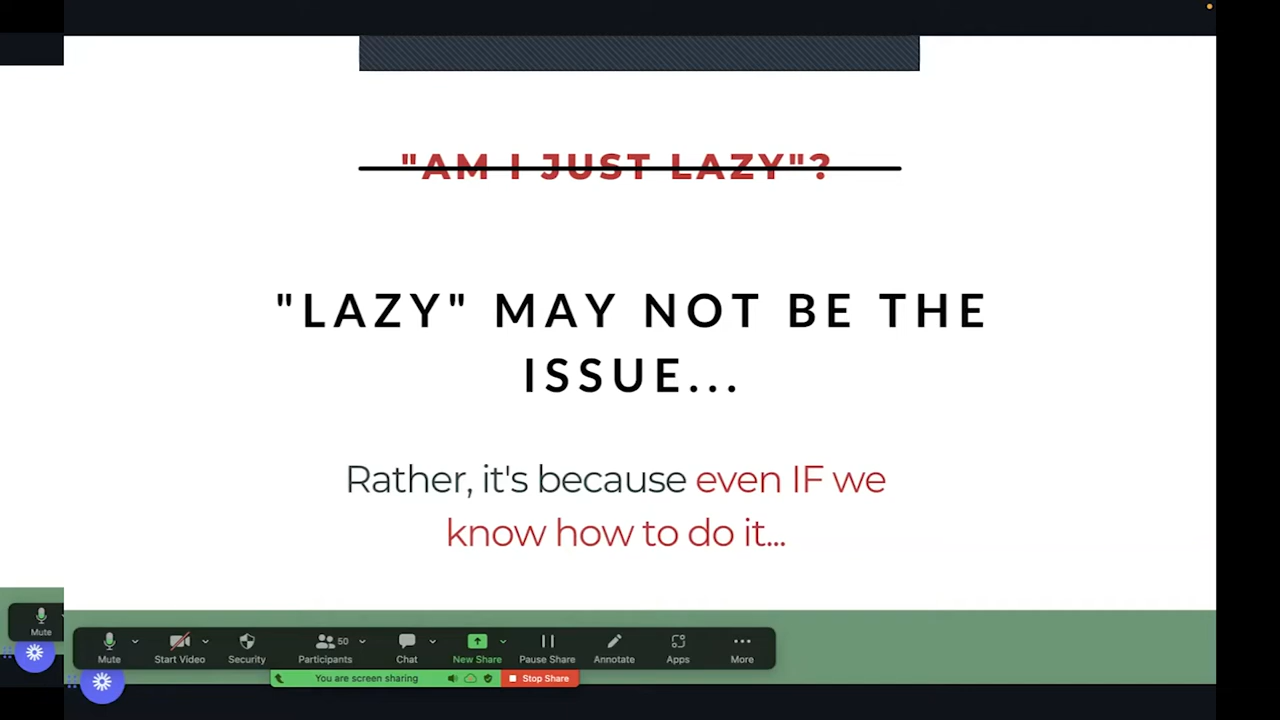 "AM I JUST LAZY"?
"LAZY" MAY NOT BE THE
ISSUE...
Rather, it's because even IF we
know how to do it...
Mute
Mute
Start Video
Security
50
Participants
Chat
New Share
Pause Share
Annotate
Apps
More
You are screen sharing
Stop Share